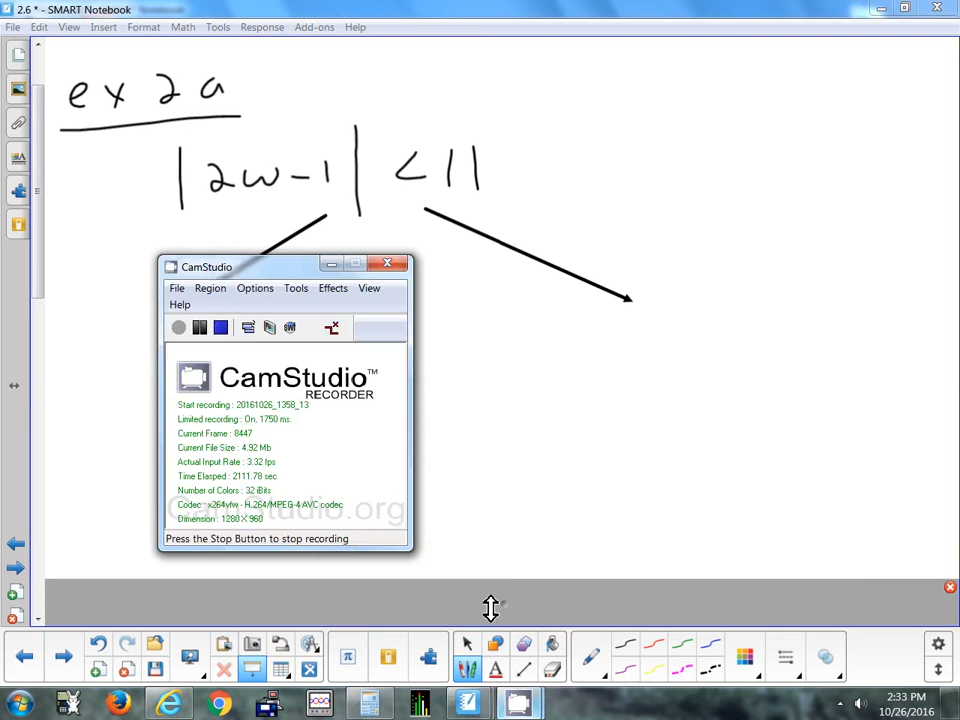 2.6 * - SMART Notebook
File Edit View Insert Format Math Tools Response Add-ons Help
ex 2a
|2w-1| < 11
CamStudio
File Region Options Tools Effects View
Help
CamStudio™
RECORDER
Start recording : 20161026_1358_13
Limited recording : On, 1750 ms.
Current Frame : 8447
Current File Size : 4.92 Mb
Actual Input Rate : 3.32 fps
Time Elasped : 2111.78 sec
Number of Colors : 32 iBits
Codec : x264vfw - H.264/MPEG-4 AVC codec
Dimension : 1280 X 960
CamStudio.org
Press the Stop Button to stop recording
2:33 PM
10/26/2016